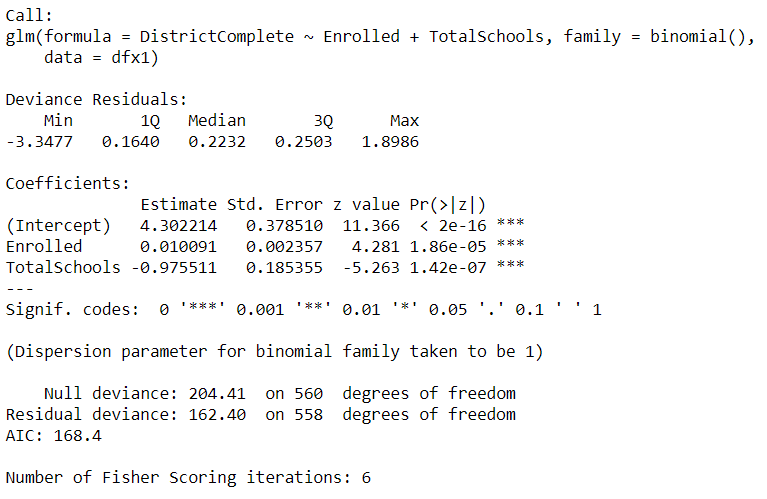 Call:
glm(formula = DistrictComplete ~ Enrolled + TotalSchools, family = binomial(),
    data = dfx1)

Deviance Residuals:
    Min       1Q   Median       3Q      Max
-3.3477   0.1640   0.2232   0.2503   1.8986

Coefficients:
              Estimate Std. Error z value Pr(>|z|)
(Intercept)   4.302214   0.378510  11.366  < 2e-16 ***
Enrolled      0.010091   0.002357   4.281 1.86e-05 ***
TotalSchools -0.975511   0.185355  -5.263 1.42e-07 ***
---
Signif. codes:  0 '***' 0.001 '**' 0.01 '*' 0.05 '.' 0.1 ' ' 1

(Dispersion parameter for binomial family taken to be 1)

    Null deviance: 204.41  on 560  degrees of freedom
Residual deviance: 162.40  on 558  degrees of freedom
AIC: 168.4

Number of Fisher Scoring iterations: 6